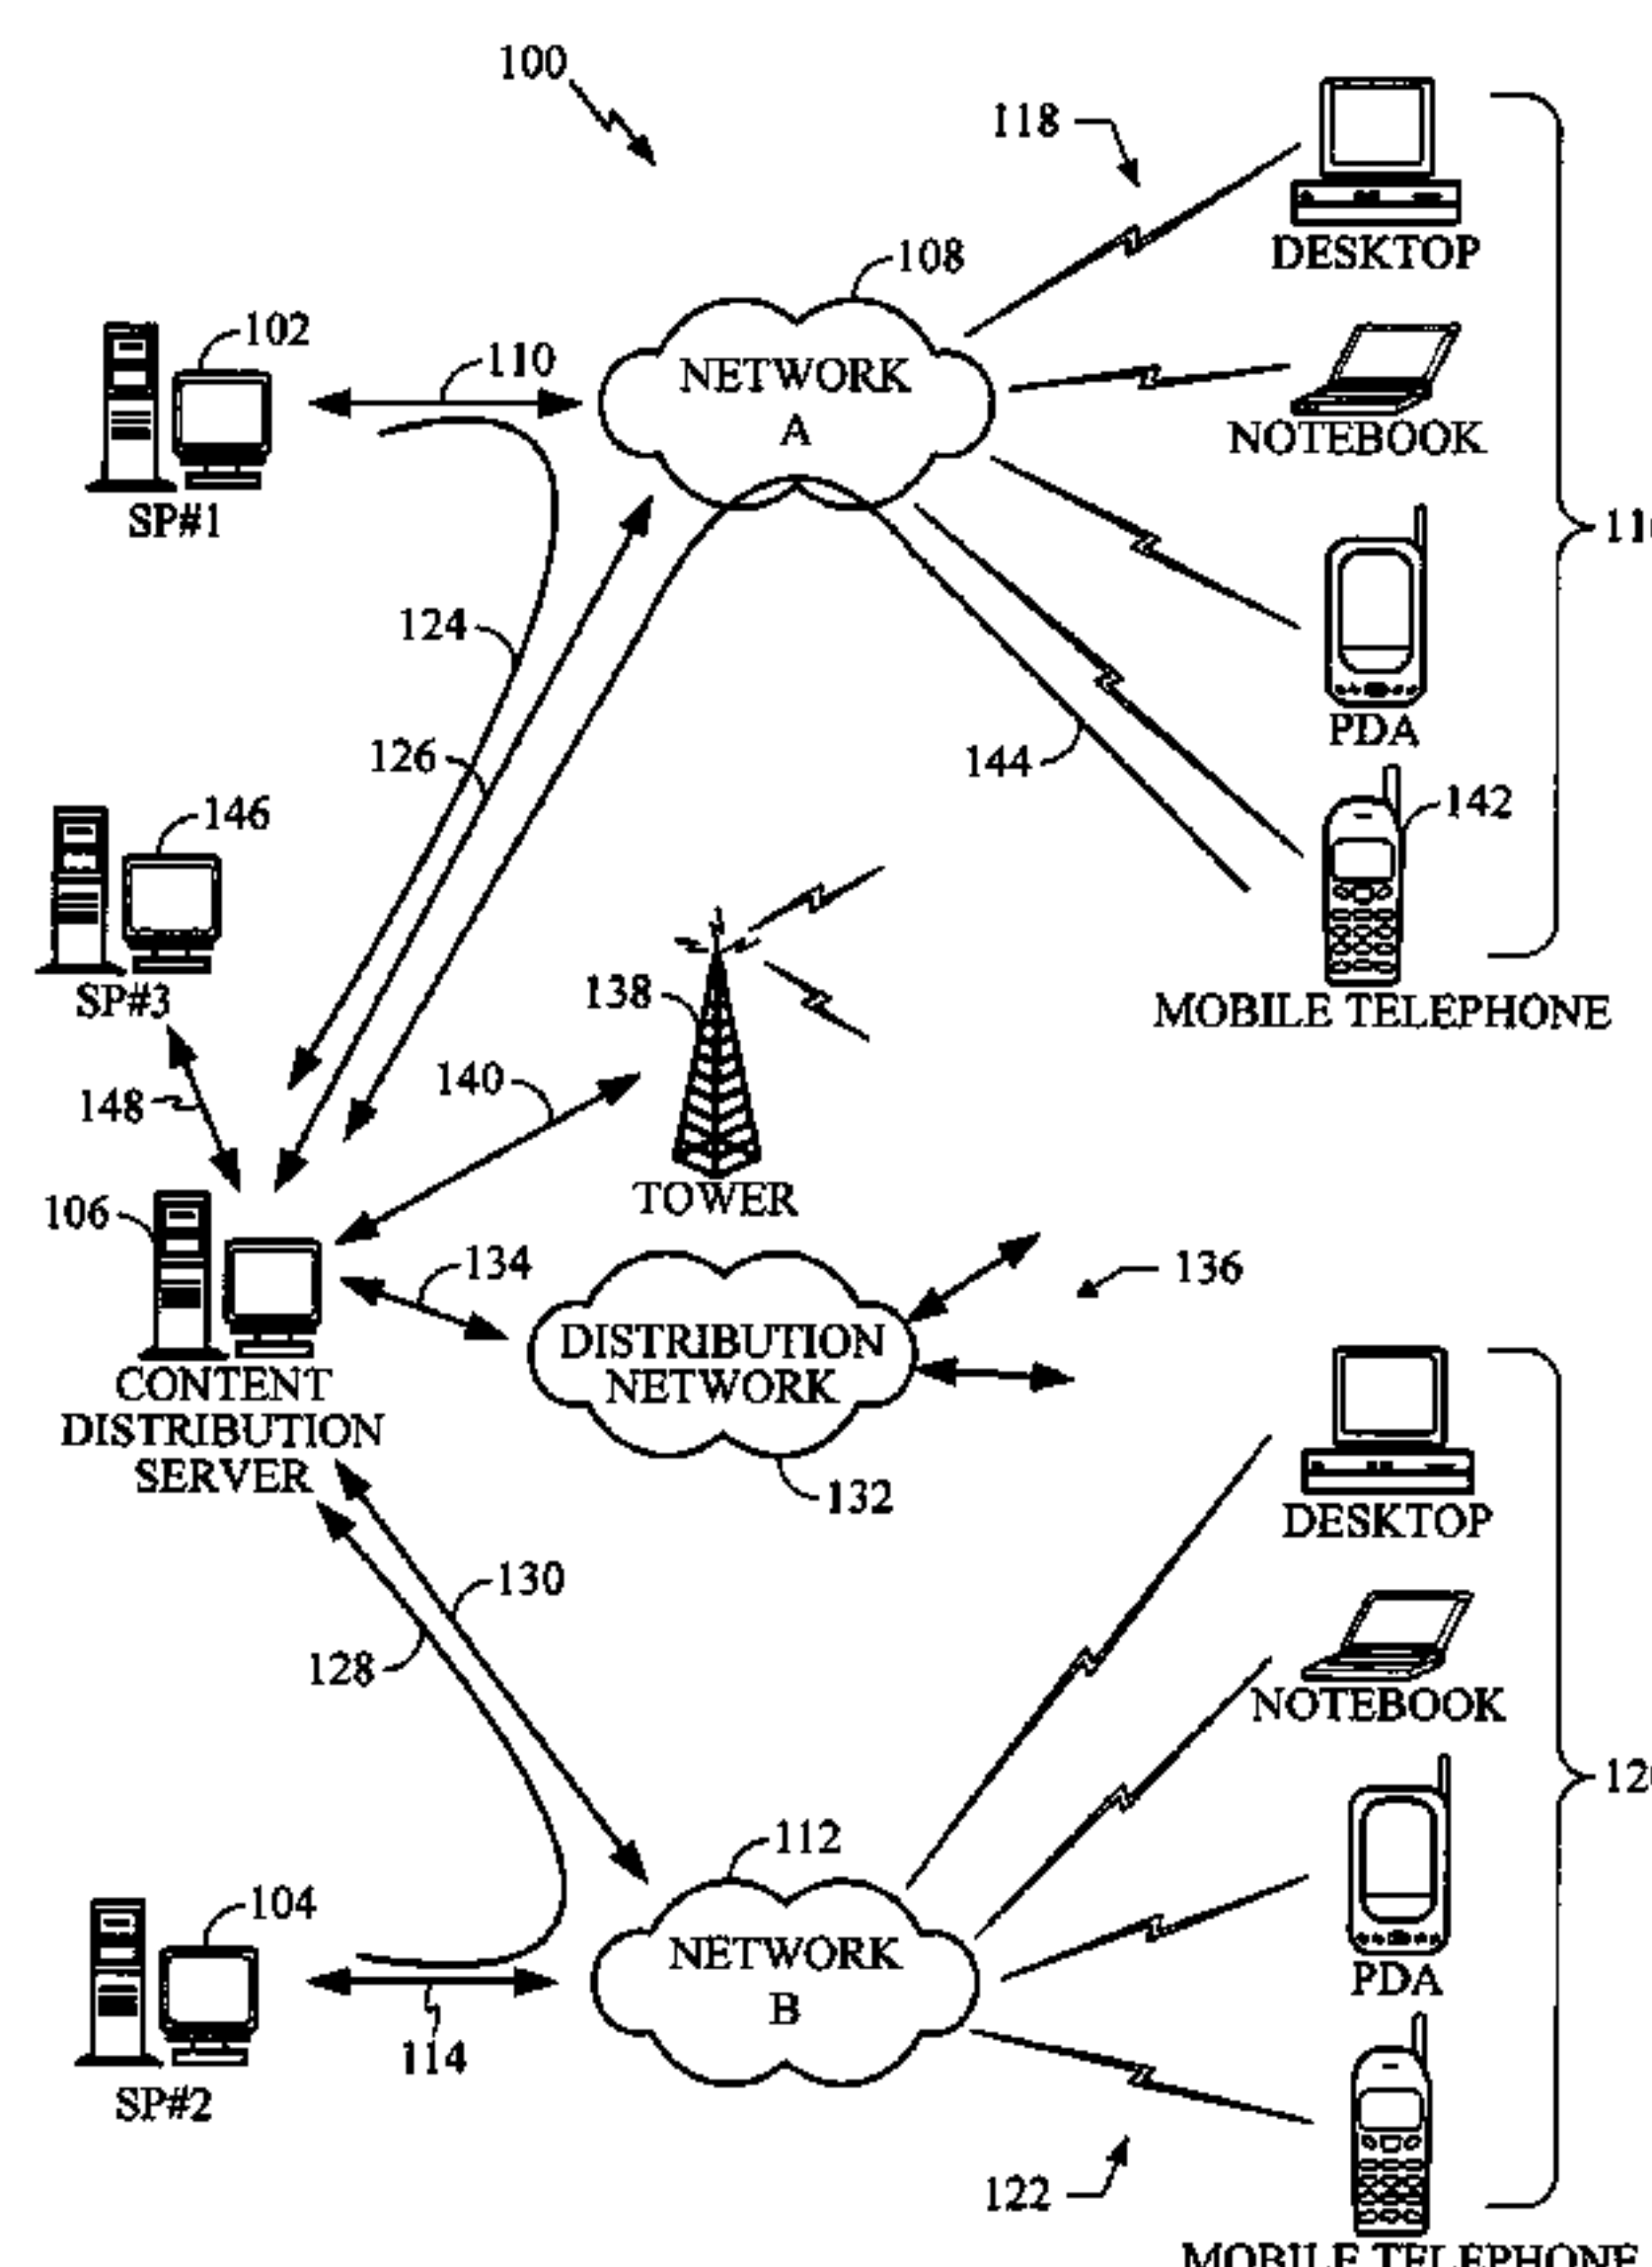 100
118
DESKTOP
108
102
110
NETWORK
A
NOTEBOOK
SP#1
124
126
PDA
144
142
146
SP#3
138
MOBILE TELEPHONE
140
148
TOWER
106
134
136
DISTRIBUTION
NETWORK
CONTENT
DISTRIBUTION
SERVER
132
DESKTOP
130
128
NOTEBOOK
112
104
NETWORK
B
PDA
114
SP#2
122
MOBILE TELEPHONE